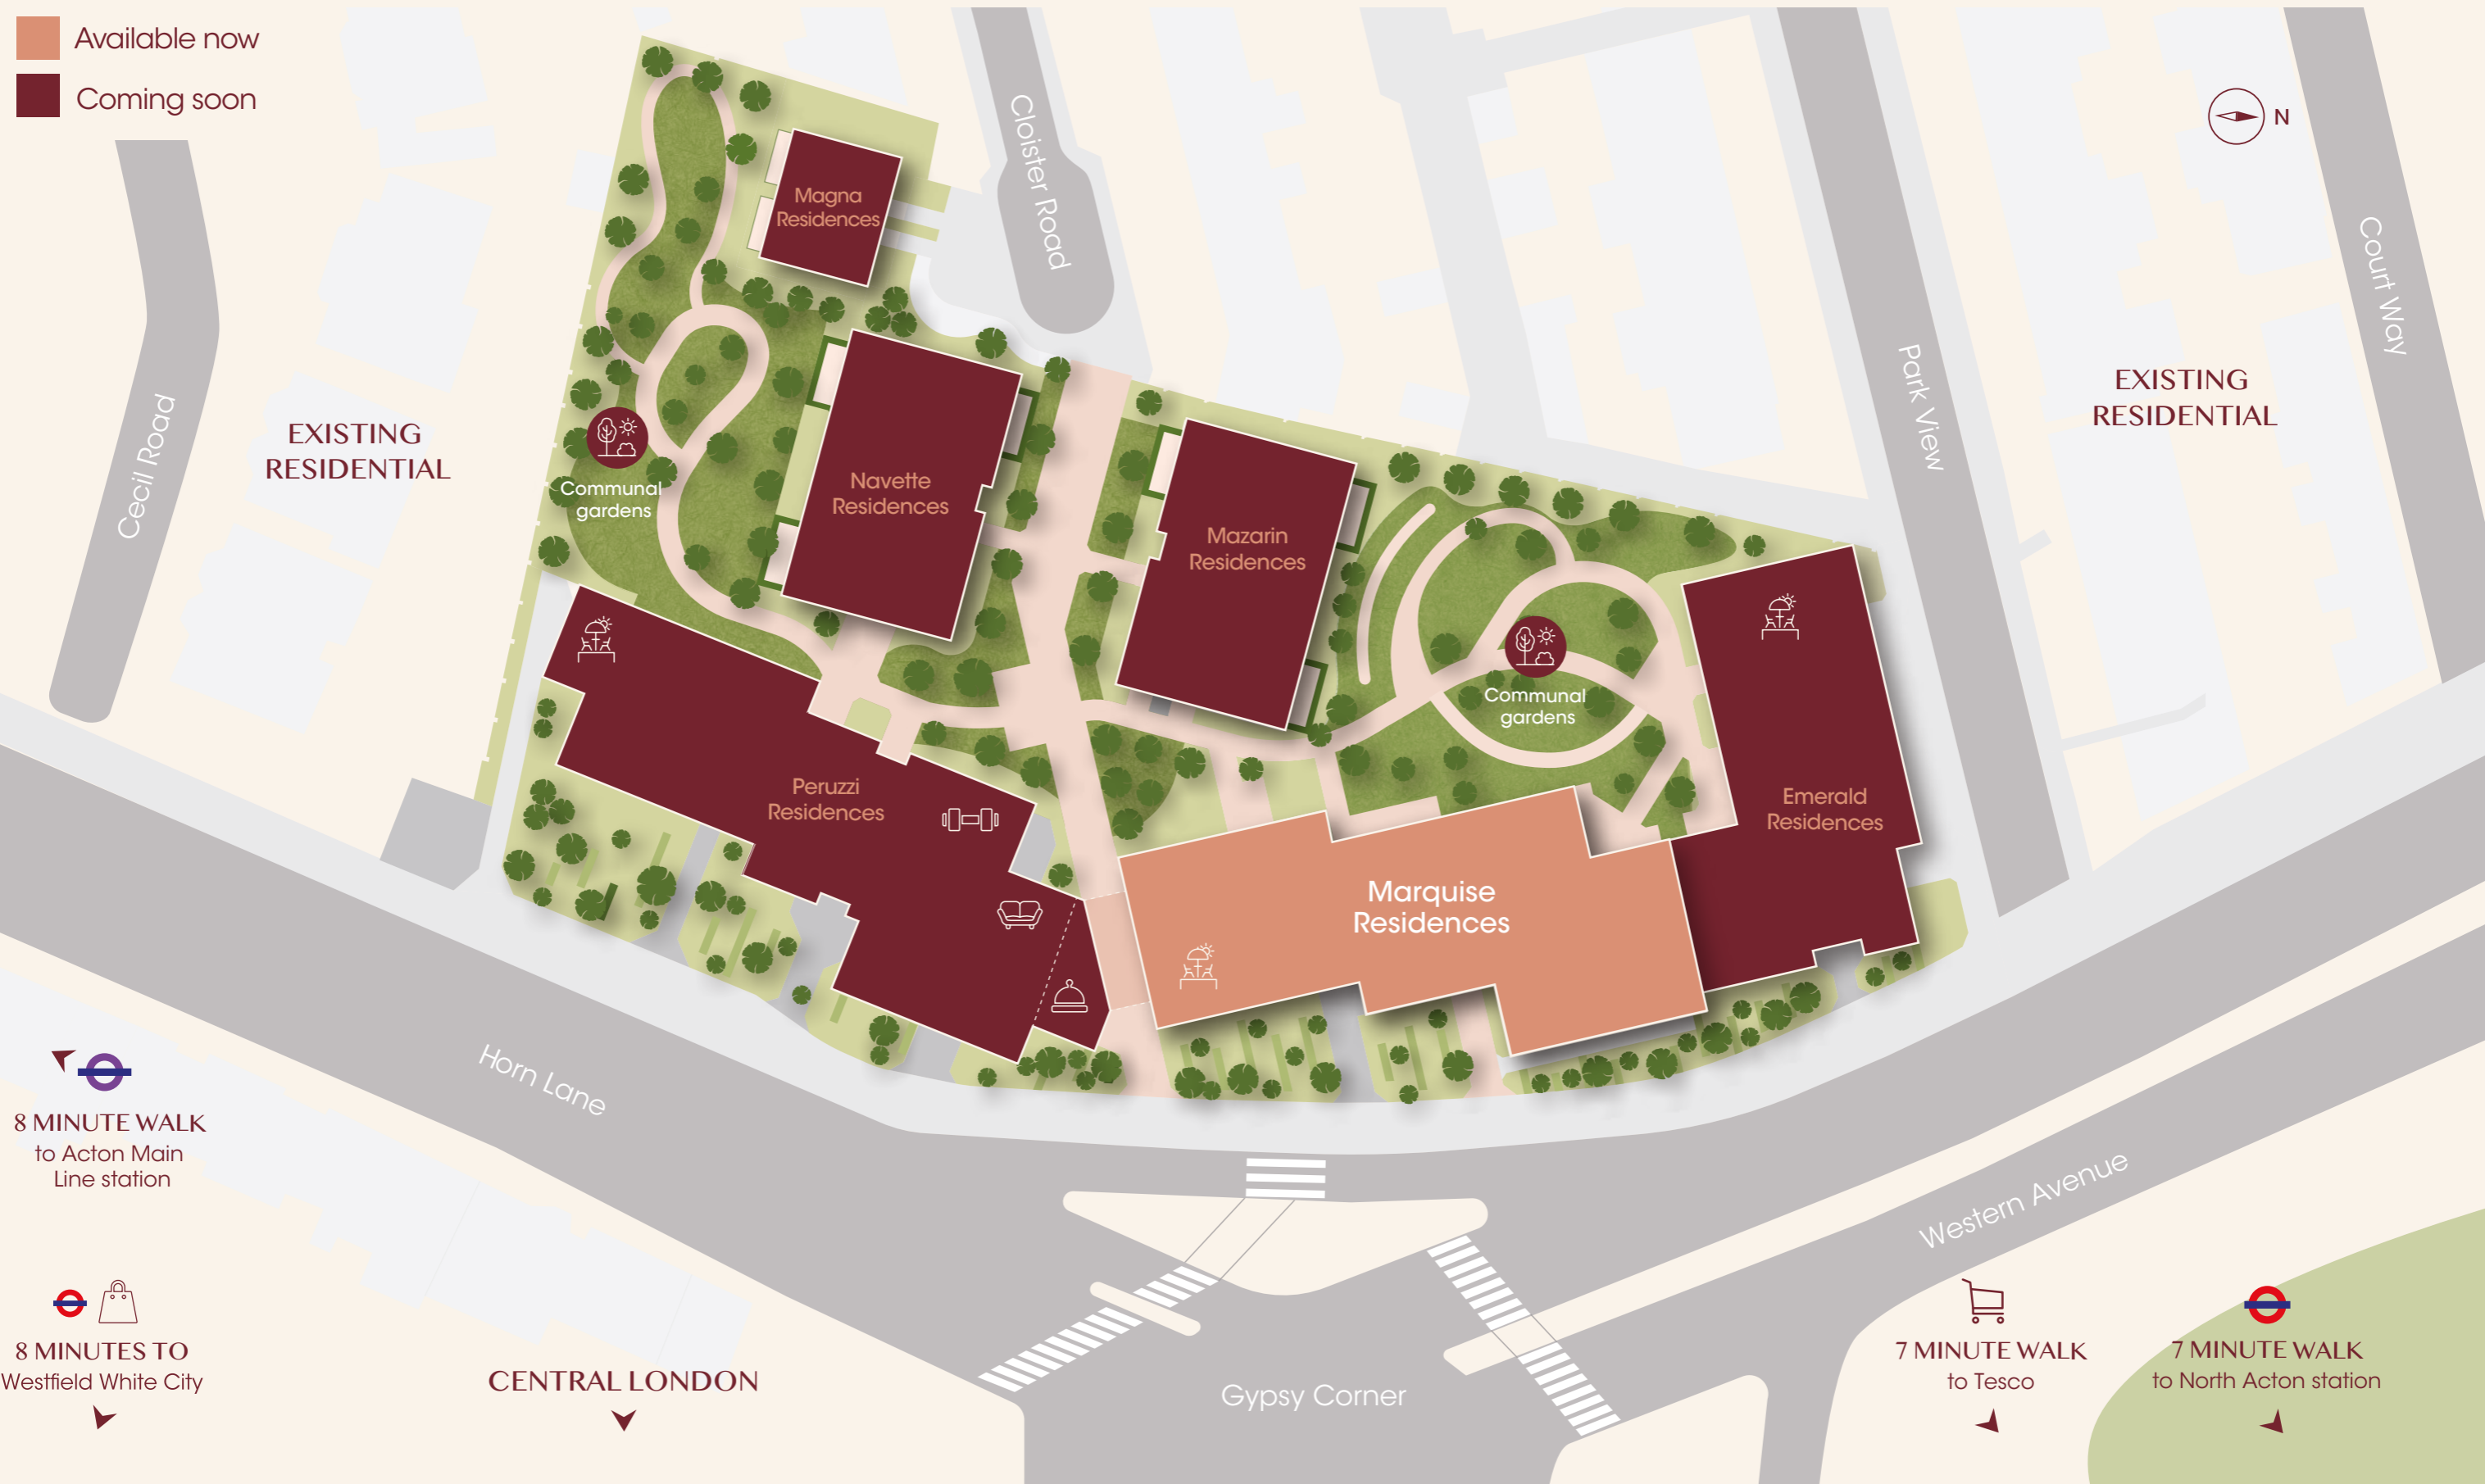 Available now
Coming soon
N
Cloister Road
Court Way
Park View
Cecil Road
Magna
Residences
EXISTING
RESIDENTIAL
EXISTING
RESIDENTIAL
Navette
Residences
Communal
gardens
Mazarin
Residences
Communal
gardens
Peruzzi
Residences
Emerald
Residences
Marquise
Residences
Horn Lane
Western Avenue
8 MINUTE WALK
to Acton Main
Line station
8 MINUTES TO
Westfield White City
CENTRAL LONDON
Gypsy Corner
7 MINUTE WALK
to Tesco
7 MINUTE WALK
to North Acton station